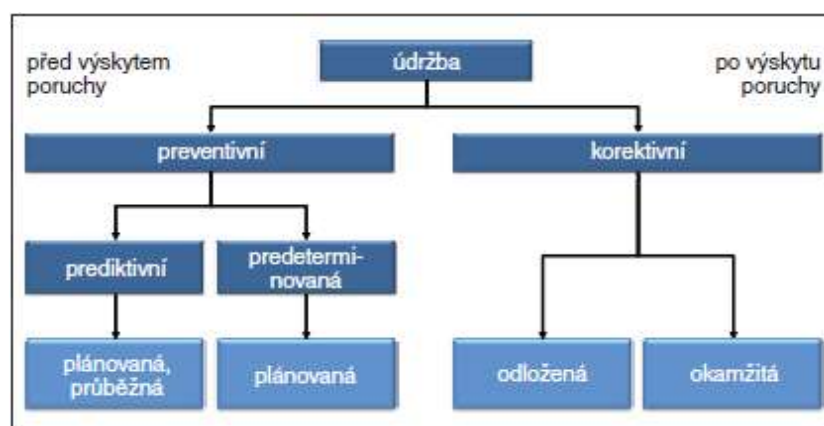 před výskytem
poruchy
údržba
po výskytu
poruchy
preventivní
korektivní
prediktivní
predetermi-
novaná
plánovaná,
průběžná
plánovaná
odložená
okamžitá